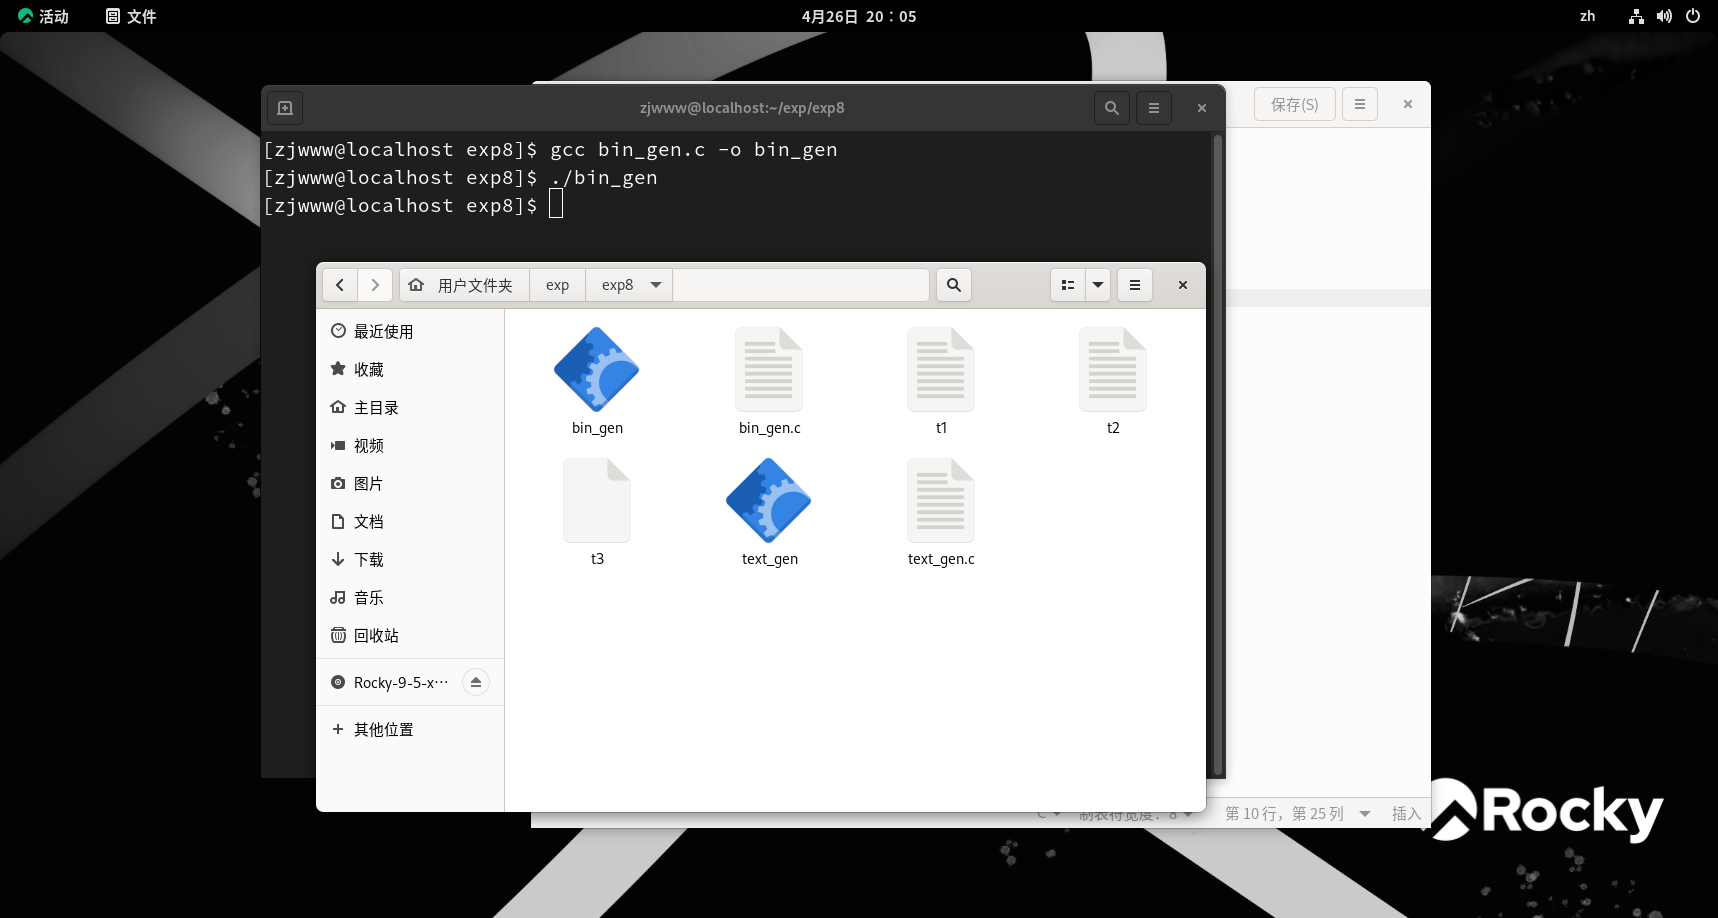 活动 文件 4月26日 20：05 zh
zjwww@localhost:~/exp/exp8 保存(S)
[zjwww@localhost exp8]$ gcc bin_gen.c -o bin_gen
[zjwww@localhost exp8]$ ./bin_gen
[zjwww@localhost exp8]$
用户文件夹 exp exp8
最近使用
收藏
主目录
视频
图片
文档
下载
音乐
回收站
Rocky-9-5-x…
其他位置
bin_gen bin_gen.c t1 t2
t3 text_gen text_gen.c
C 制表符宽度：8 第 10 行，第 25 列 插入
Rocky